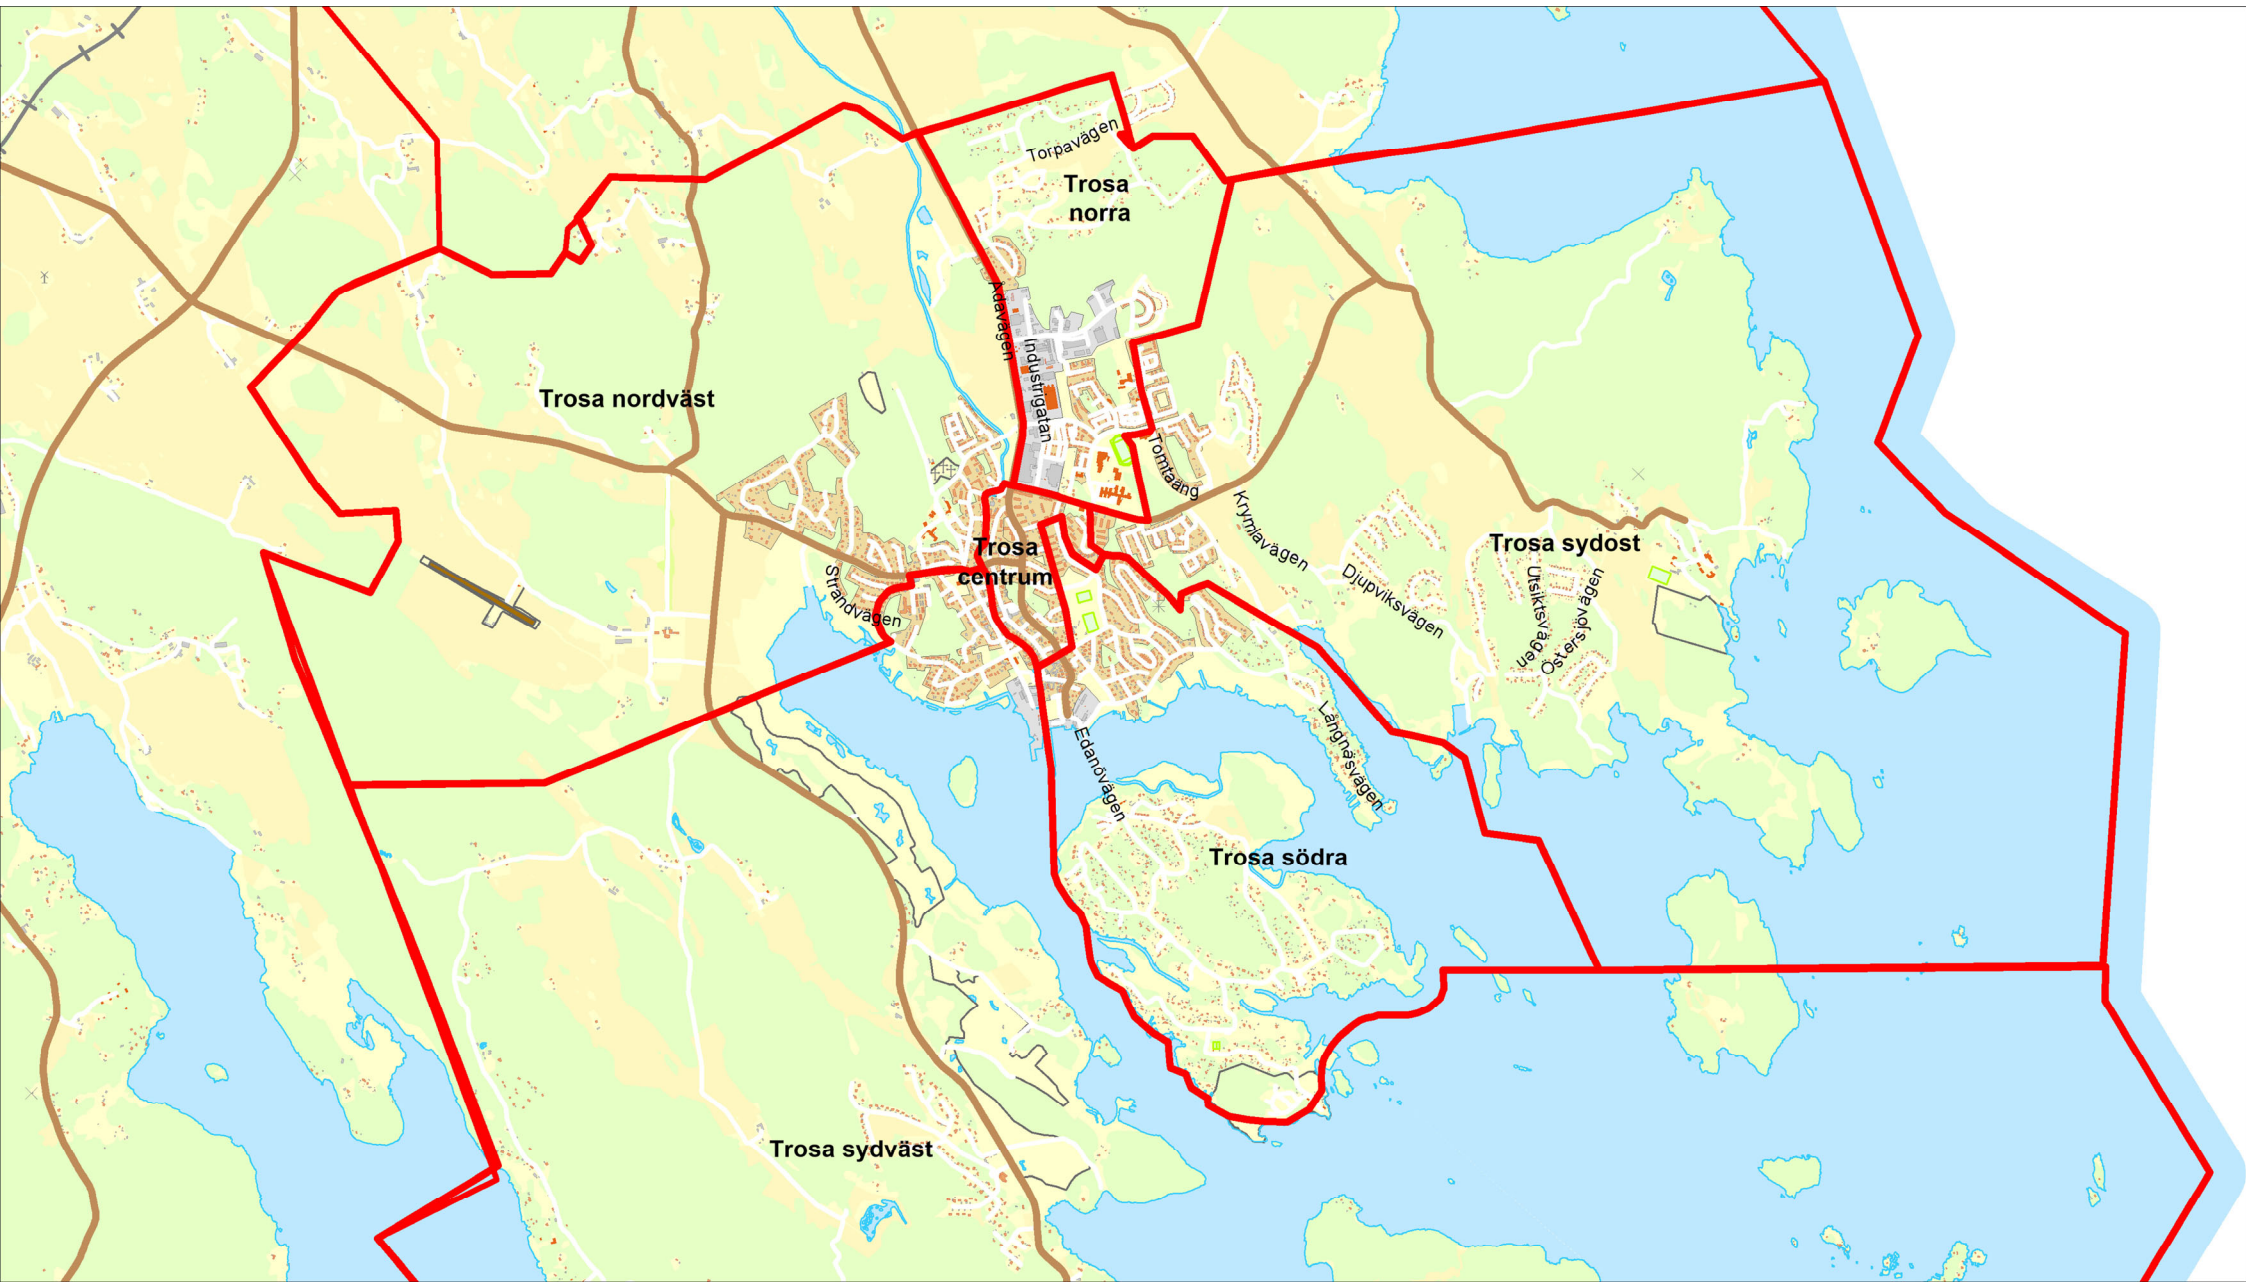 Torpavägen
Trosa
norra
Ådavägen
Industrigatan
Trosa nordväst
Tomtaäng
Krymlavägen
Trosa sydost
Trosa
centrum
Strandvägen
Djupviksvägen
Utsiktsvägen
Östersjövägen
Långnäsvägen
Edanövägen
Trosa södra
Trosa sydväst